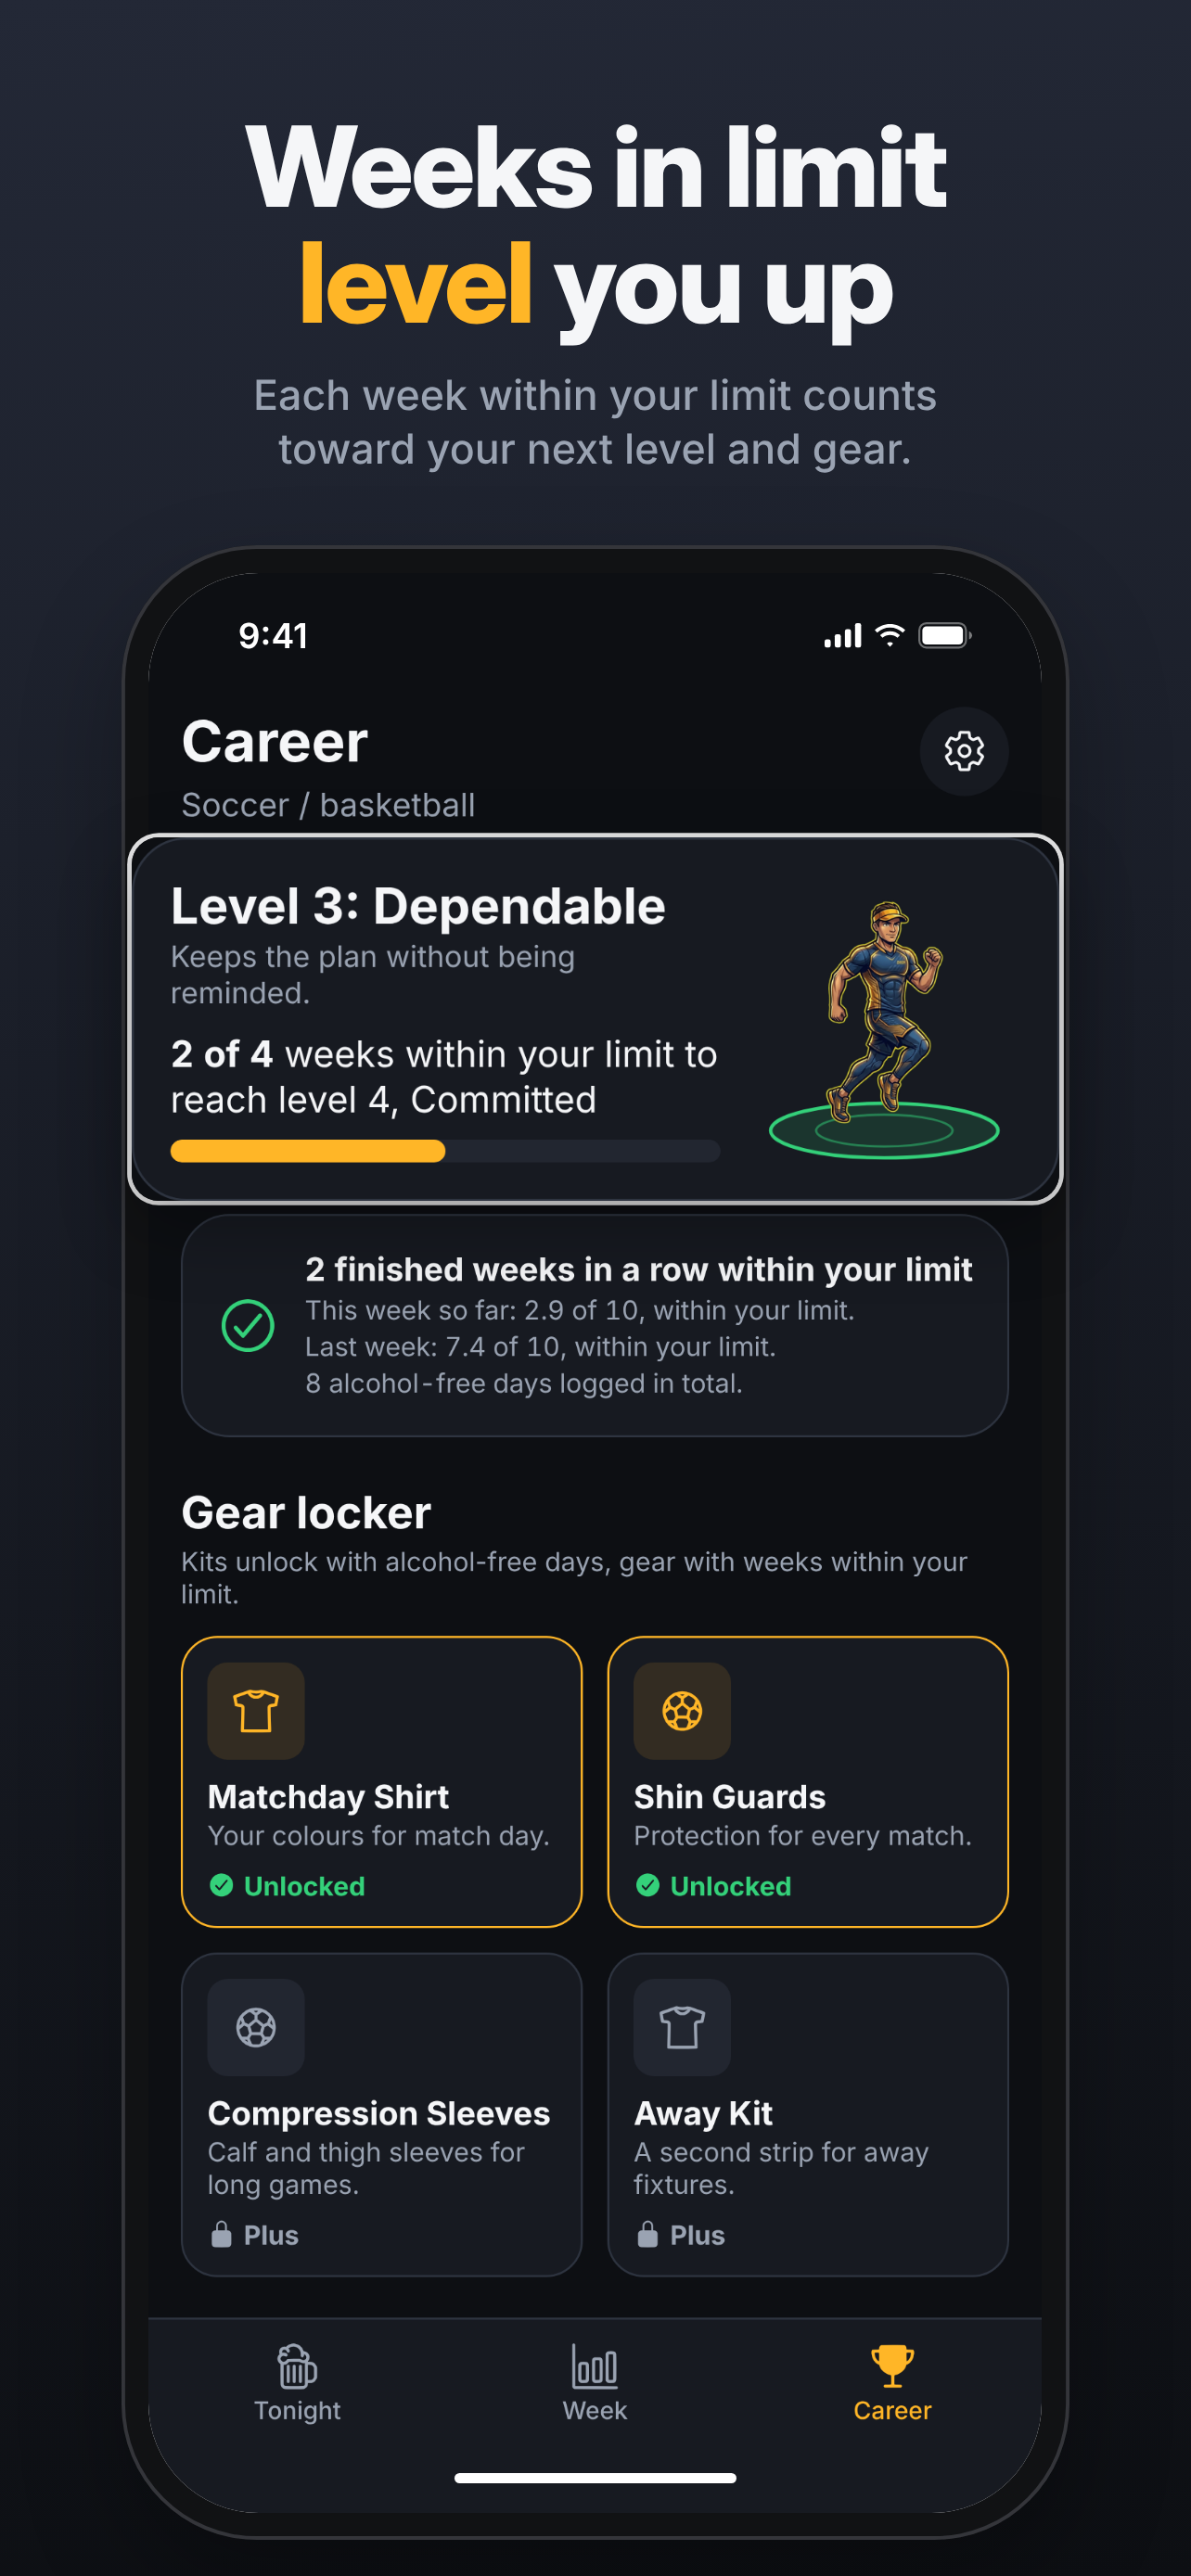 Weeks in limit
level you up
Each week within your limit counts
toward your next level and gear.
9:41
Career
Soccer / basketball
Level 3: Dependable
Keeps the plan without being
reminded.
2 of 4 weeks within your limit to
reach level 4, Committed
2 finished weeks in a row within your limit
This week so far: 2.9 of 10, within your limit.
Last week: 7.4 of 10, within your limit.
8 alcohol-free days logged in total.
Gear locker
Kits unlock with alcohol-free days, gear with weeks within your
limit.
Matchday Shirt
Your colours for match day.
Unlocked
Shin Guards
Protection for every match.
Unlocked
Compression Sleeves
Calf and thigh sleeves for
long games.
Plus
Away Kit
A second strip for away
fixtures.
Plus
Tonight
Week
Career